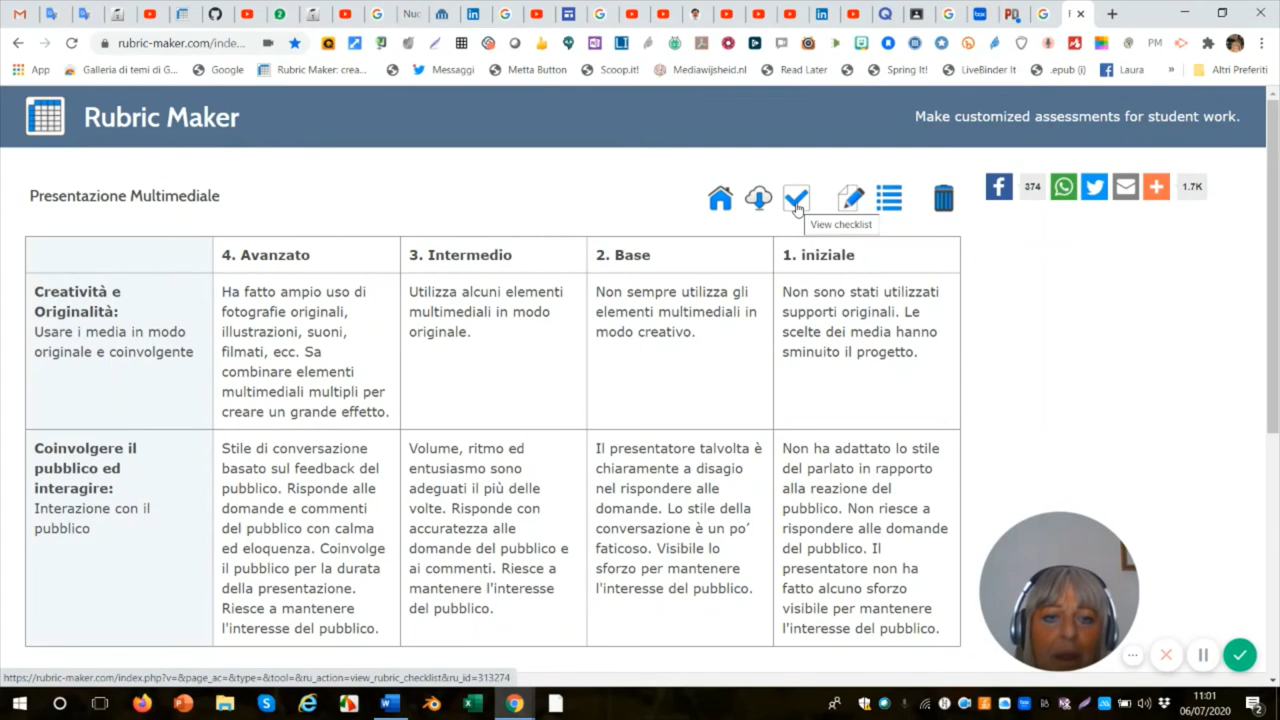 Nuc
rubric-maker.com/inde...
PM
App
Galleria di temi di G...
Google
Rubric Maker: crea...
Messaggi
Metta Button
Scoop.it!
Mediawijsheid.nl
Read Later
Spring It!
LiveBinder It
.epub (i)
Laura
»
Altri Preferiti
Rubric Maker
Make customized assessments for student work.
Presentazione Multimediale
374
1.7K
View checklist
4. Avanzato
3. Intermedio
2. Base
1. iniziale
Creatività e
Originalità:
Usare i media in modo
originale e coinvolgente
Ha fatto ampio uso di
fotografie originali,
illustrazioni, suoni,
filmati, ecc. Sa
combinare elementi
multimediali multipli per
creare un grande effetto.
Utilizza alcuni elementi
multimediali in modo
originale.
Non sempre utilizza gli
elementi multimediali in
modo creativo.
Non sono stati utilizzati
supporti originali. Le
scelte dei media hanno
sminuito il progetto.
Coinvolgere il
pubblico ed
interagire:
Interazione con il
pubblico
Stile di conversazione
basato sul feedback del
pubblico. Risponde alle
domande e commenti
del pubblico con calma
ed eloquenza. Coinvolge
il pubblico per la durata
della presentazione.
Riesce a mantenere
l'interesse del pubblico.
Volume, ritmo ed
entusiasmo sono
adeguati il più delle
volte. Risponde con
accuratezza alle
domande del pubblico e
ai commenti. Riesce a
mantenere l'interesse
del pubblico.
Il presentatore talvolta è
chiaramente a disagio
nel rispondere alle
domande. Lo stile della
conversazione è un po’
faticoso. Visibile lo
sforzo per mantenere
l'interesse del pubblico.
Non ha adattato lo stile
del parlato in rapporto
alla reazione del
pubblico. Non riesce a
rispondere alle domande
del pubblico. Il
presentatore non ha
fatto alcuno sforzo
visibile per mantenere
l'interesse del pubblico.
https://rubric-maker.com/index.php?v=&page_ac=&type=&tool=&ru_action=view_rubric_checklist&ru_id=313274
11:01
06/07/2020